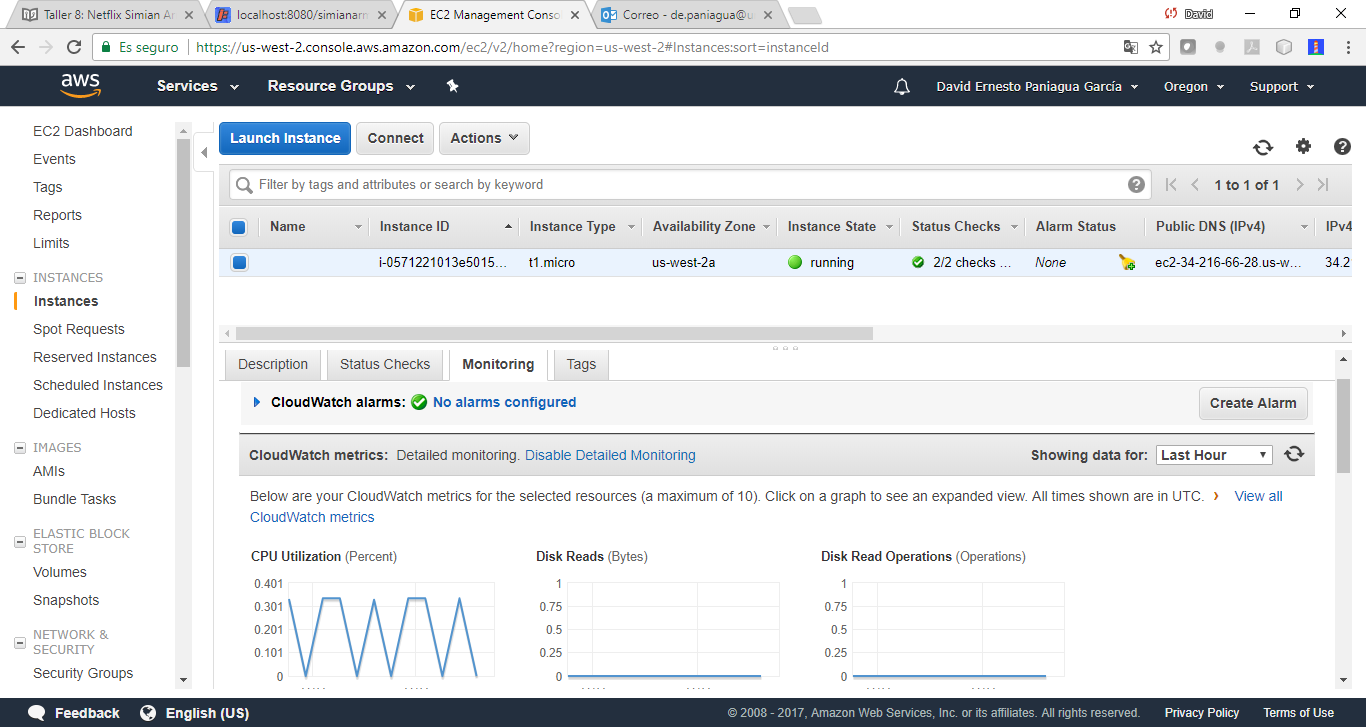 Taller 8: Netflix Simian Ar
localhost:8080/simianarm
EC2 Management Conso
Correo - de.paniagua@u
David
Es seguro
https://us-west-2.console.aws.amazon.com/ec2/v2/home?region=us-west-2#Instances:sort=instanceId
aws
Services
Resource Groups
David Ernesto Paniagua García
Oregon
Support
EC2 Dashboard
Events
Tags
Reports
Limits
INSTANCES
Instances
Spot Requests
Reserved Instances
Scheduled Instances
Dedicated Hosts
IMAGES
AMIs
Bundle Tasks
ELASTIC BLOCK
STORE
Volumes
Snapshots
NETWORK &
SECURITY
Security Groups
Launch Instance
Connect
Actions
Filter by tags and attributes or search by keyword
1 to 1 of 1
Name
Instance ID
Instance Type
Availability Zone
Instance State
Status Checks
Alarm Status
Public DNS (IPv4)
IPv4
i-0571221013e5015...
t1.micro
us-west-2a
running
2/2 checks ...
None
ec2-34-216-66-28.us-w...
34.2
Description
Status Checks
Monitoring
Tags
CloudWatch alarms:
No alarms configured
Create Alarm
CloudWatch metrics: Detailed monitoring. Disable Detailed Monitoring
Showing data for:
Last Hour
Below are your CloudWatch metrics for the selected resources (a maximum of 10). Click on a graph to see an expanded view. All times shown are in UTC. › View all
CloudWatch metrics
CPU Utilization (Percent)
0.401
0.301
0.201
0.101
0
Disk Reads (Bytes)
1
0.75
0.5
0.25
0
Disk Read Operations (Operations)
1
0.75
0.5
0.25
0
Feedback
English (US)
© 2008 - 2017, Amazon Web Services, Inc. or its affiliates. All rights reserved.
Privacy Policy
Terms of Use